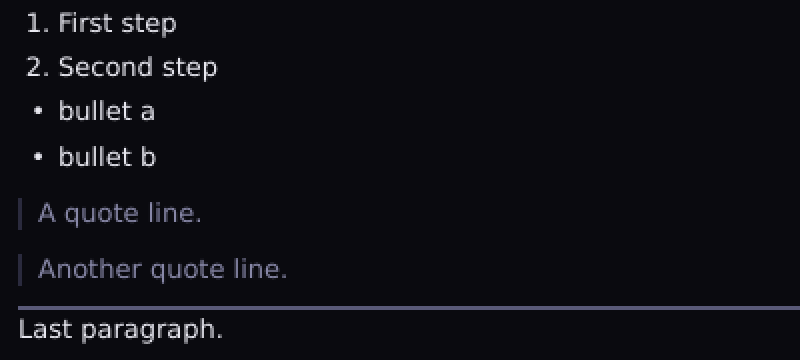 1. First step
2. Second step
• bullet a
• bullet b
A quote line.
Another quote line.
Last paragraph.